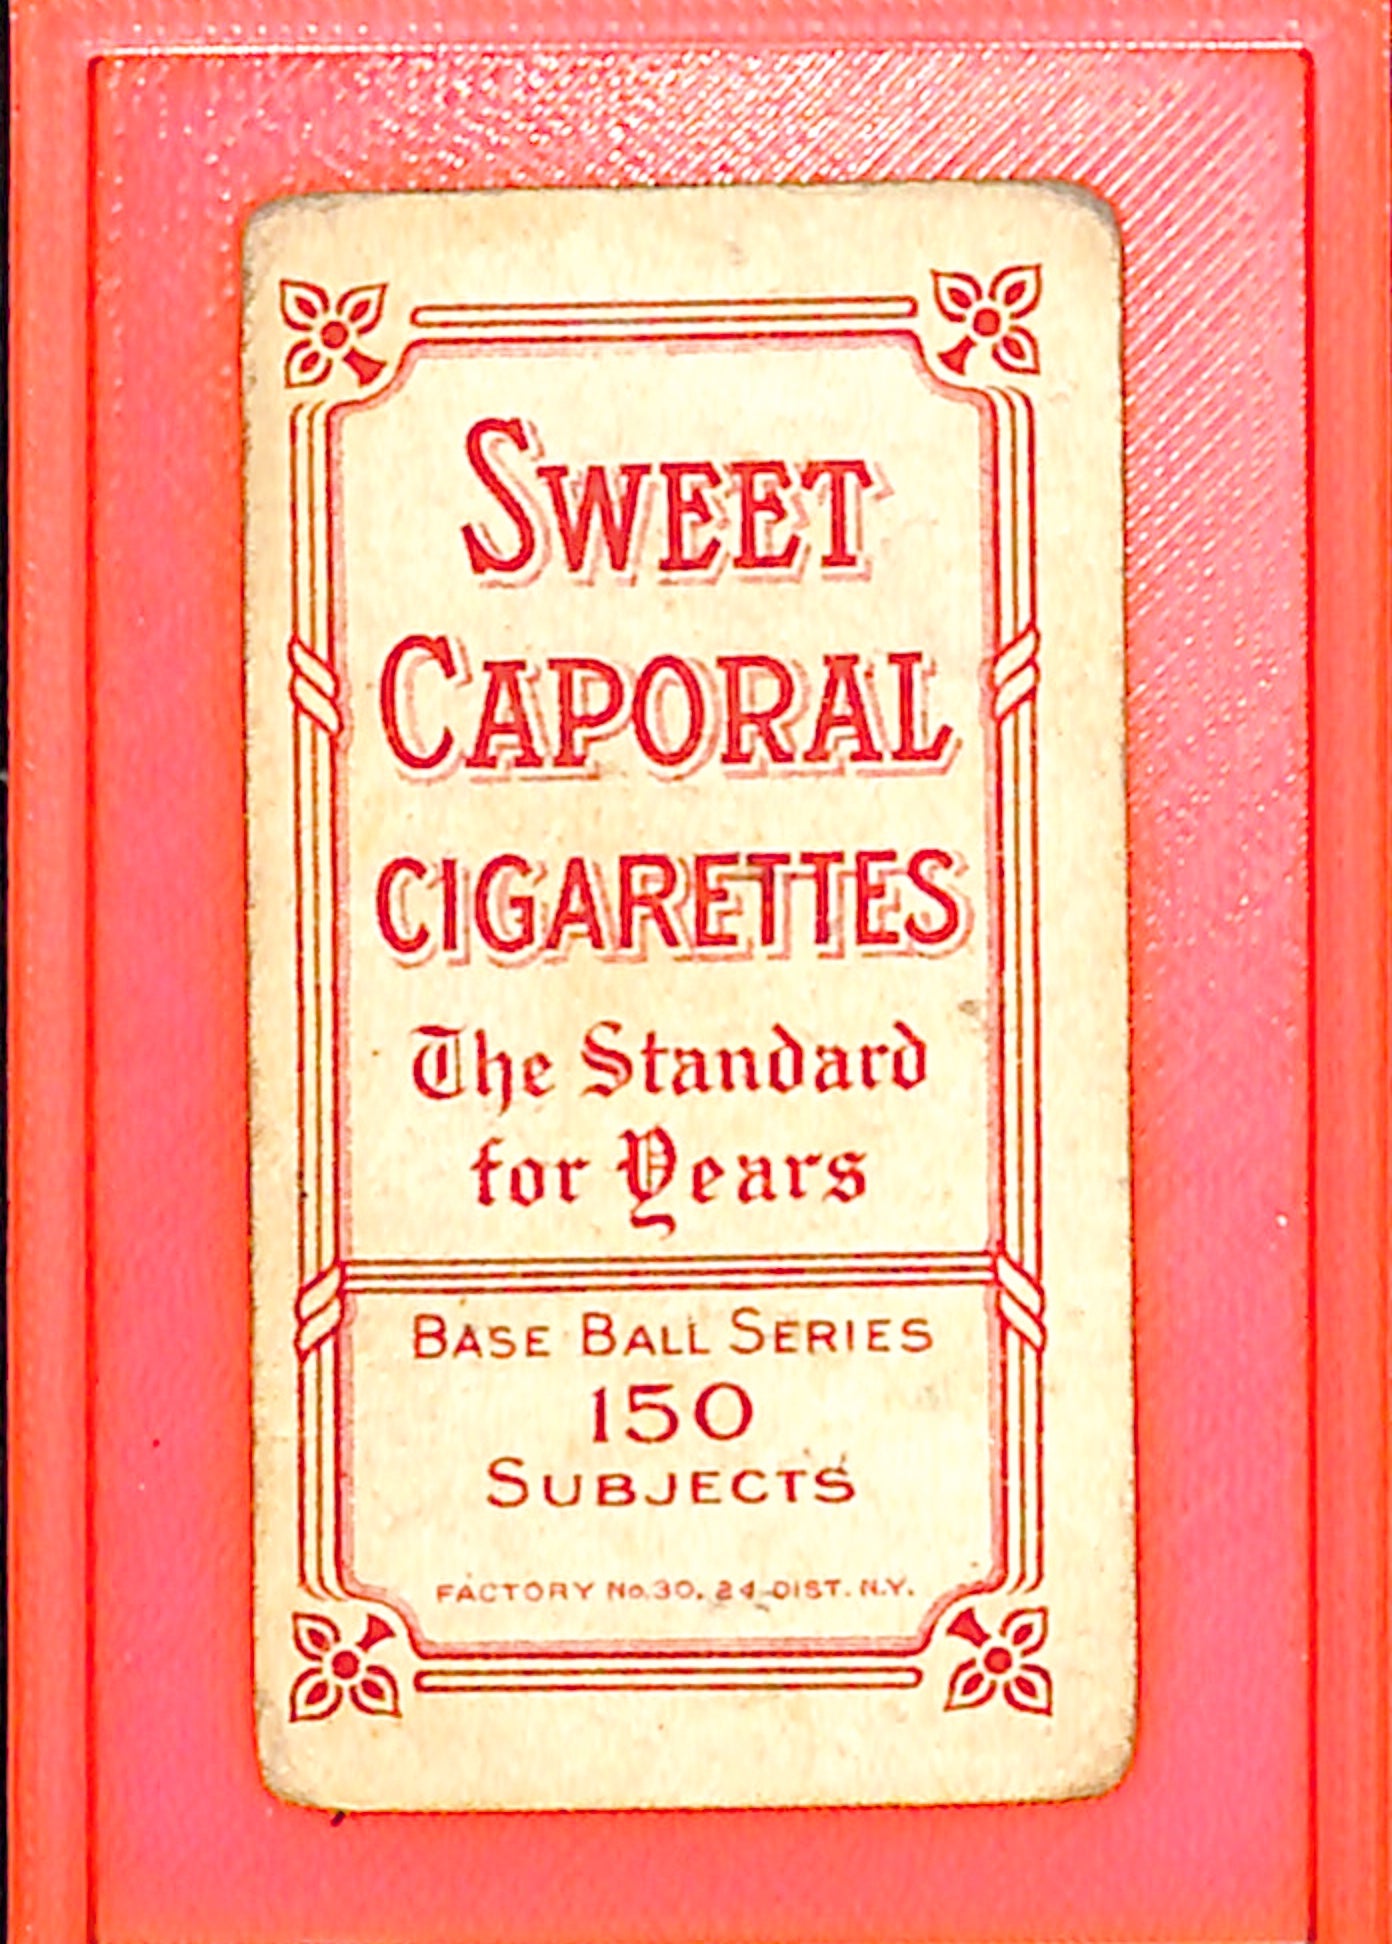 SWEET
CAPORAL
CIGARETTES
The Standard
for Years
BASE BALL SERIES
150
SUBJECTS
FACTORY No. 30. 24 DIST. N.Y.